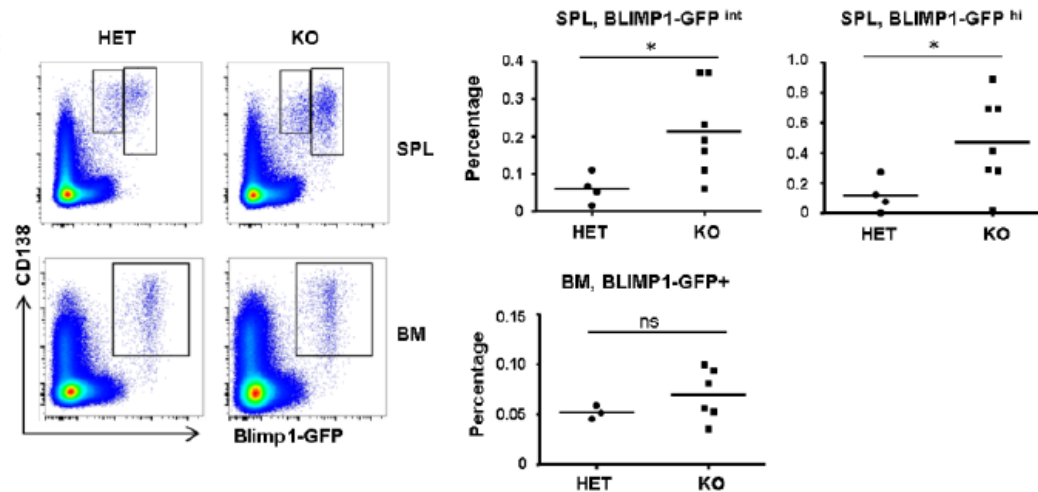 HET KO
SPL
BM
CD138
Blimp1-GFP
SPL, BLIMP1-GFP int
*
Percentage
0.4
0.3
0.2
0.1
0
HET KO
SPL, BLIMP1-GFP hi
*
1.0
0.8
0.6
0.4
0.2
0
HET KO
BM, BLIMP1-GFP+
ns
Percentage
0.15
0.10
0.05
0
HET KO